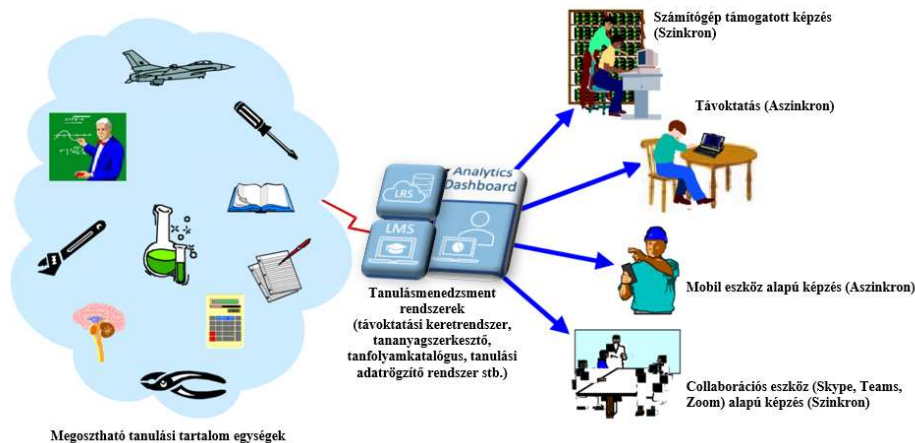 Megosztható tanulási tartalom egységek
LRS
Analytics
Dashboard
LMS
Tanulásmenedzsment
rendszerek
(távoktatási keretrendszer,
tananyagszerkesztő,
tanfolyamkatalógus, tanulási
adatrögzítő rendszer stb.)
Számítógép támogatott képzés
(Szinkron)
Távoktatás (Aszinkron)
Mobil eszköz alapú képzés (Aszinkron)
Collaborációs eszköz (Skype, Teams,
Zoom) alapú képzés (Szinkron)